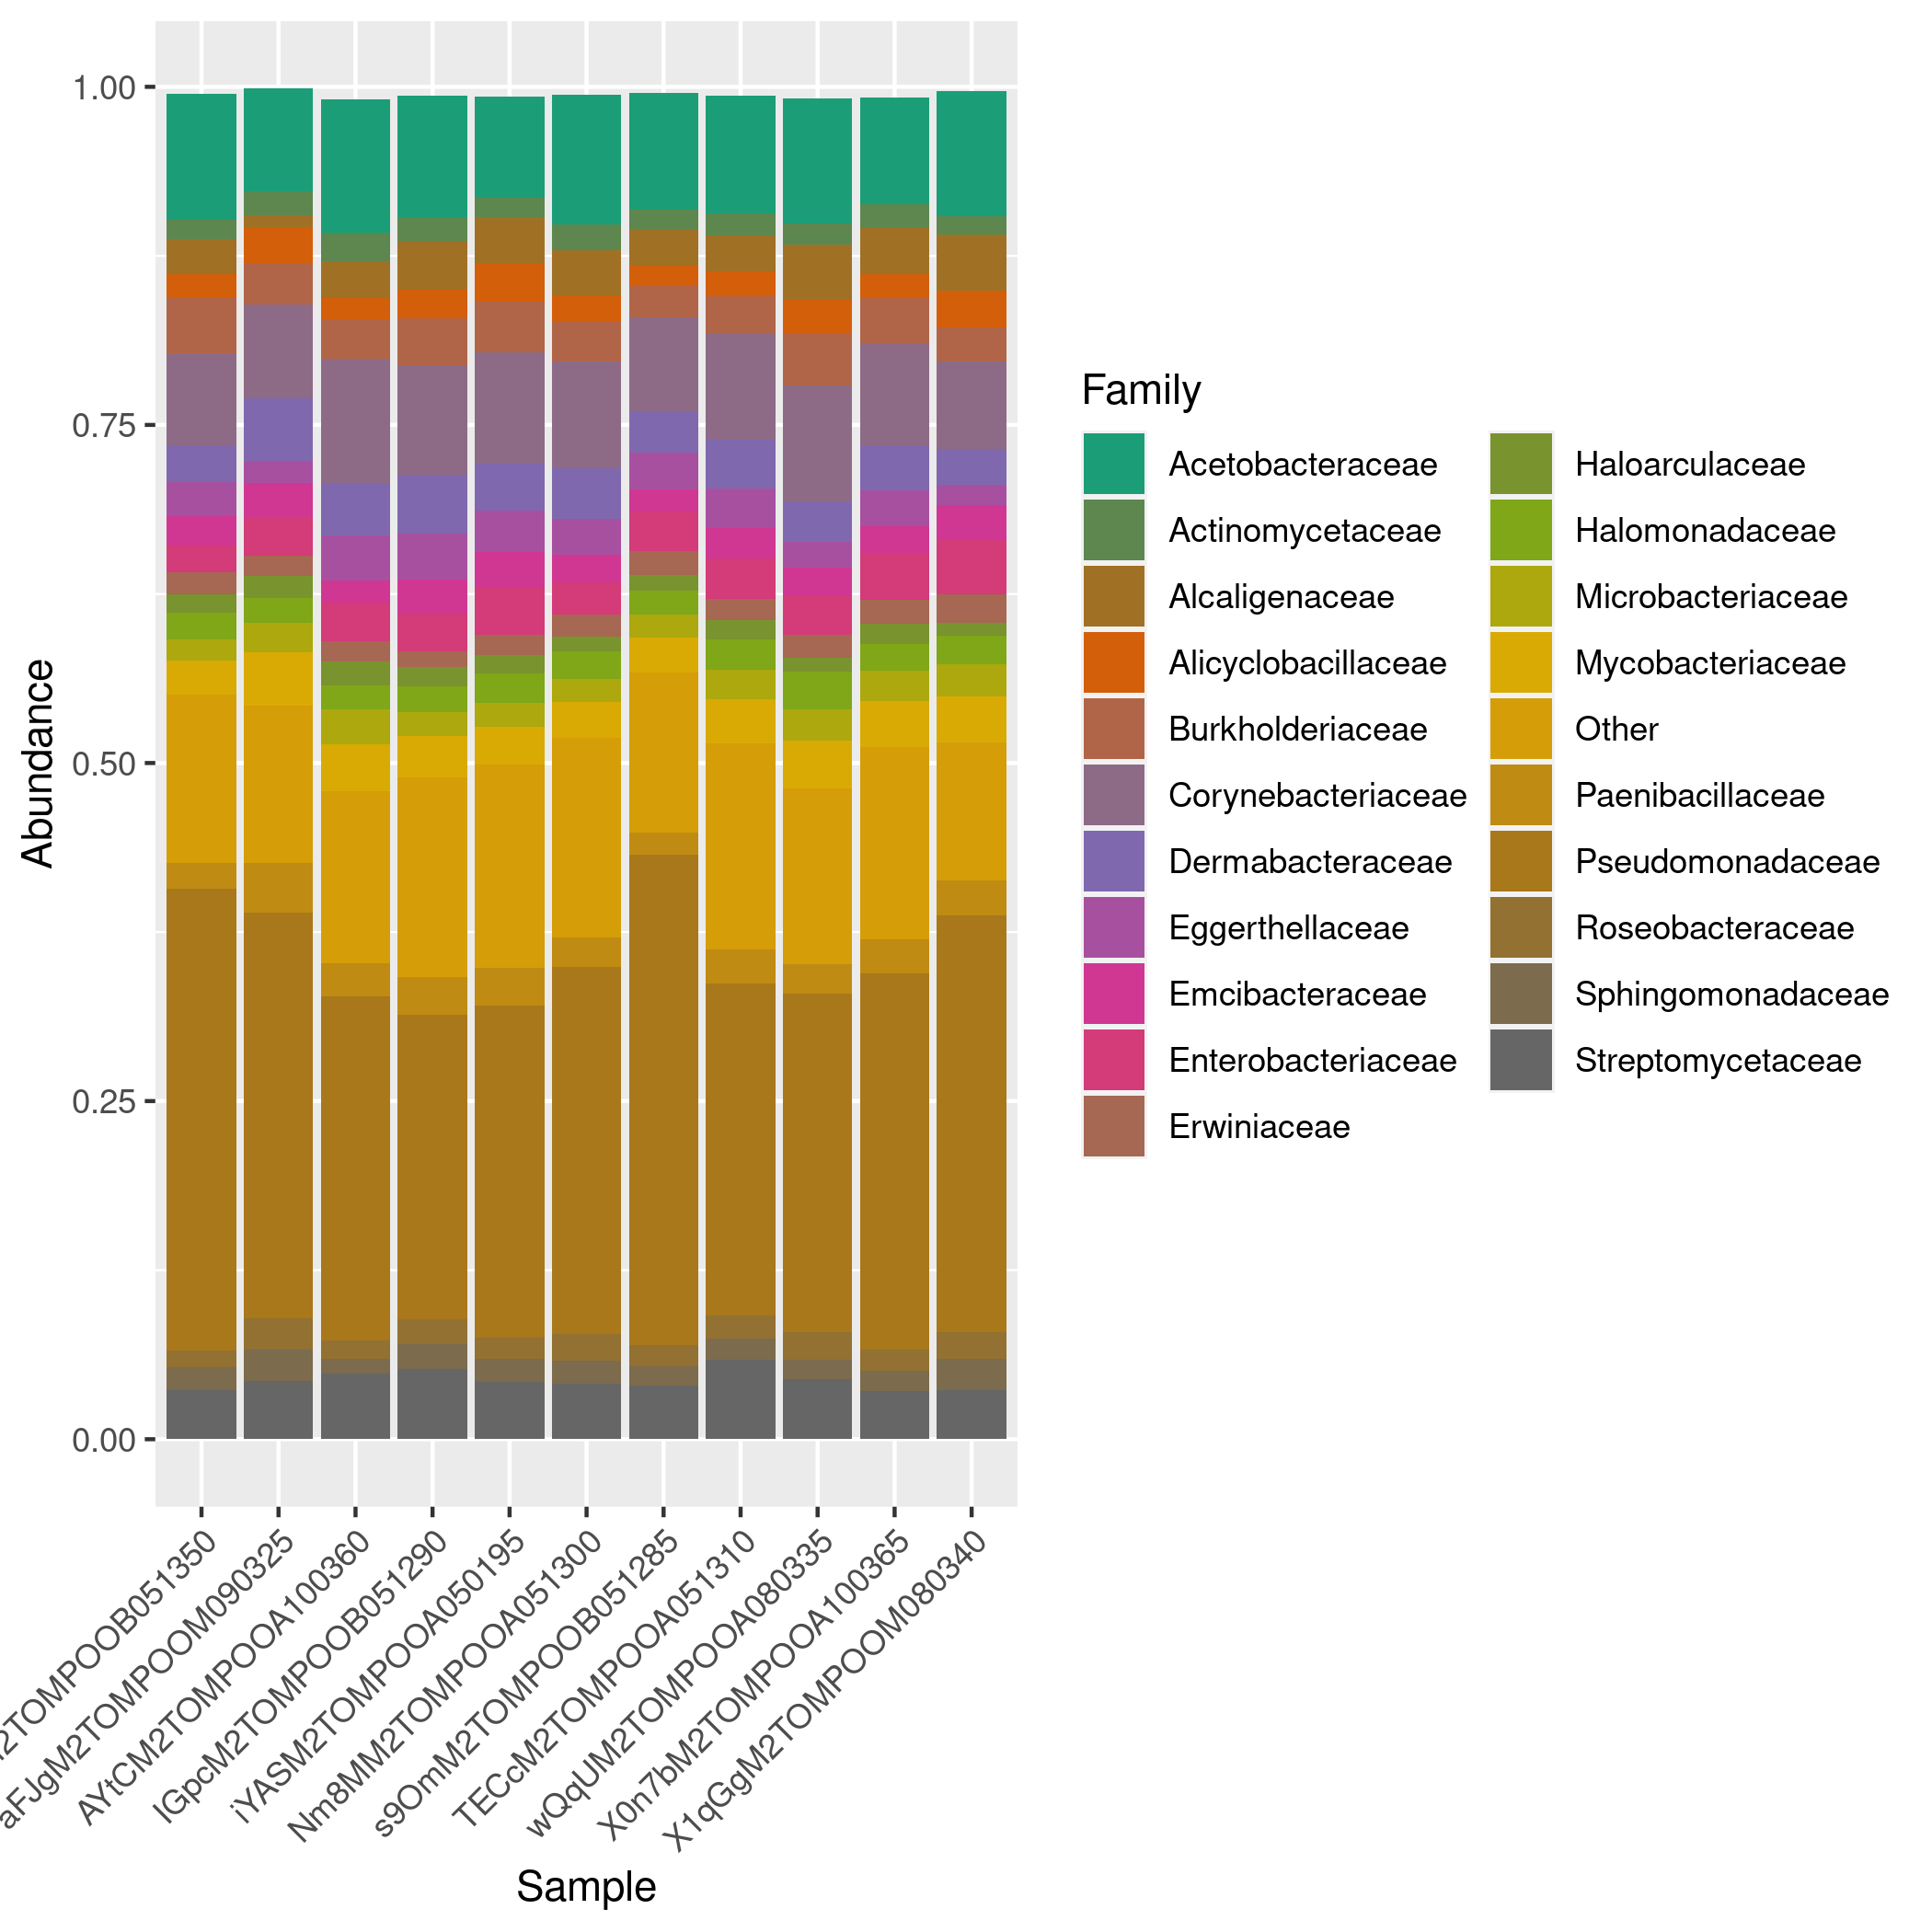 1.00
0.75
0.50
0.25
0.00
Abundance
Family
Acetobacteraceae
Actinomycetaceae
Alcaligenaceae
Alicyclobacillaceae
Burkholderiaceae
Corynebacteriaceae
Dermabacteraceae
Eggerthellaceae
Emcibacteraceae
Enterobacteriaceae
Erwiniaceae
Haloarculaceae
Halomonadaceae
Microbacteriaceae
Mycobacteriaceae
Other
Paenibacillaceae
Pseudomonadaceae
Roseobacteraceae
Sphingomonadaceae
Streptomycetaceae
2TOMPOOB051350
aFJgM2TOMPOOM090325
AYtCM2TOMPOOA100360
IGpcM2TOMPOOB051290
iYASM2TOMPOOA050195
Nm8MM2TOMPOOA051300
s9OmM2TOMPOOB051285
TECcM2TOMPOOA051310
wQqUM2TOMPOOA080335
X0n7bM2TOMPOOA100365
X1qGgM2TOMPOOM080340
Sample